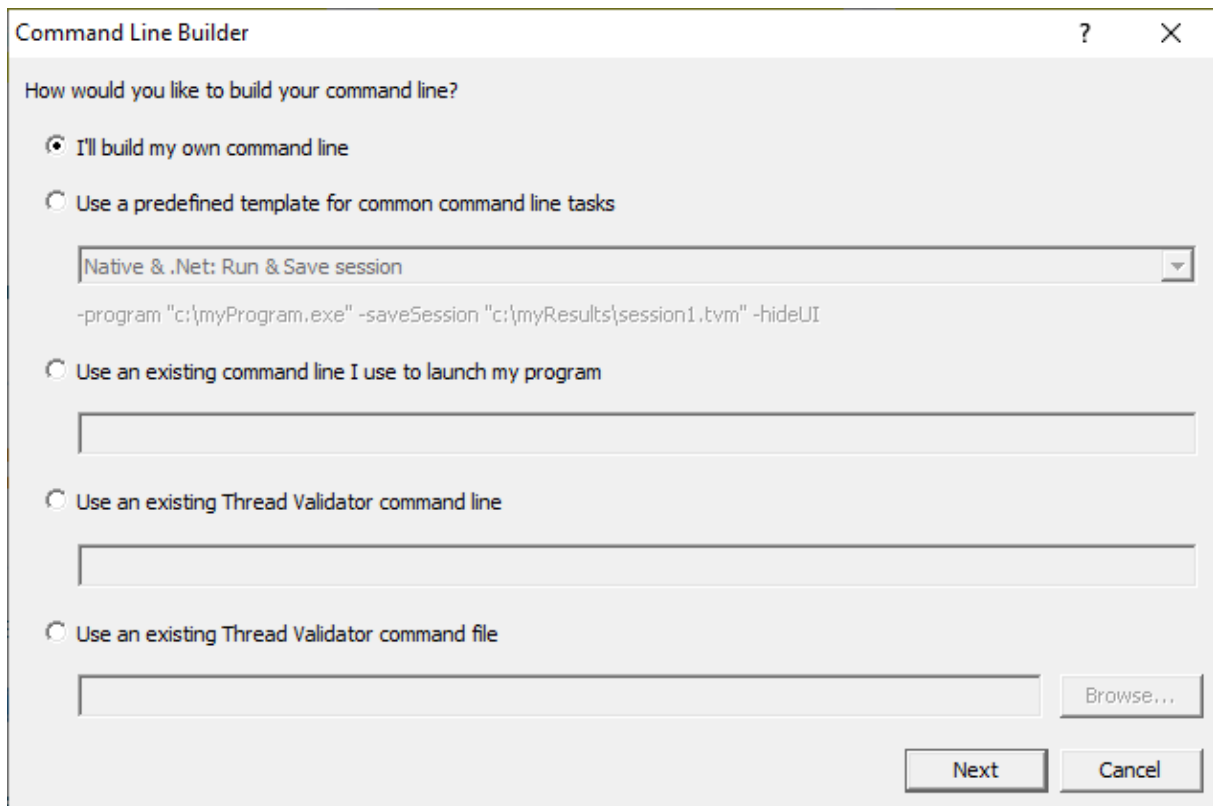 Command Line Builder
How would you like to build your command line?
I'll build my own command line
Use a predefined template for common command line tasks
Native & .Net: Run & Save session
-program "c:\myProgram.exe" -saveSession "c:\myResults\session1.tvm" -hideUI
Use an existing command line I use to launch my program
Use an existing Thread Validator command line
Use an existing Thread Validator command file
Browse...
Next Cancel